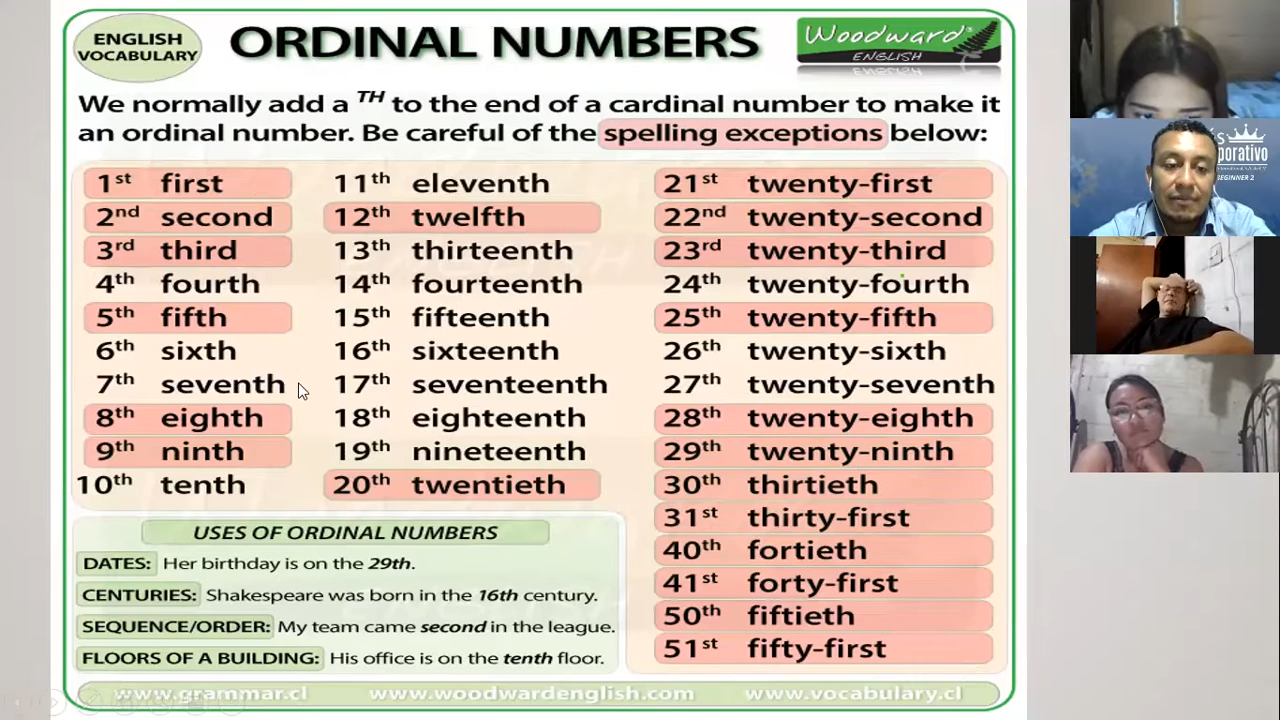 ENGLISH
VOCABULARY
ORDINAL NUMBERS
Woodward®
ENGLISH
We normally add a TH to the end of a cardinal number to make it
an ordinal number. Be careful of the spelling exceptions below:
1st first
2nd second
3rd third
4th fourth
5th fifth
6th sixth
7th seventh
8th eighth
9th ninth
10th tenth
11th eleventh
12th twelfth
13th thirteenth
14th fourteenth
15th fifteenth
16th sixteenth
17th seventeenth
18th eighteenth
19th nineteenth
20th twentieth
21st twenty-first
22nd twenty-second
23rd twenty-third
24th twenty-fourth
25th twenty-fifth
26th twenty-sixth
27th twenty-seventh
28th twenty-eighth
29th twenty-ninth
30th thirtieth
31st thirty-first
40th fortieth
41st forty-first
50th fiftieth
51st fifty-first
USES OF ORDINAL NUMBERS
DATES: Her birthday is on the 29th.
CENTURIES: Shakespeare was born in the 16th century.
SEQUENCE/ORDER: My team came second in the league.
FLOORS OF A BUILDING: His office is on the tenth floor.
www.grammar.cl www.woodwardenglish.com www.vocabulary.cl
BEGINNER 2